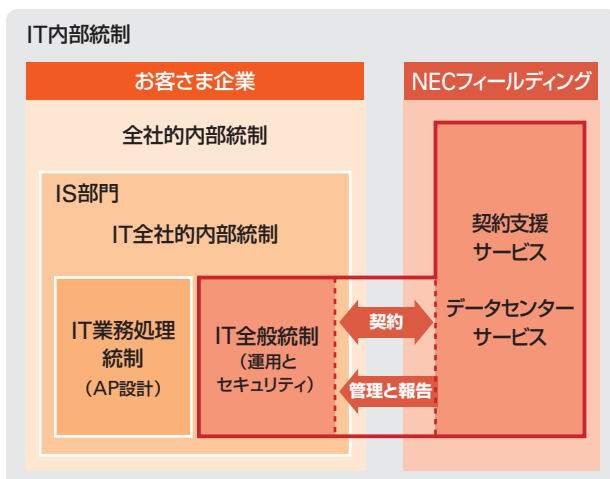 IT内部統制
お客さま企業
NECフィールディング
全社的内部統制
IS部門
IT全社的内部統制
IT業務処理
統制
（AP設計）
IT全般統制
（運用と
セキュリティ）
契約
管理と報告
契約支援
サービス
データセンター
サービス